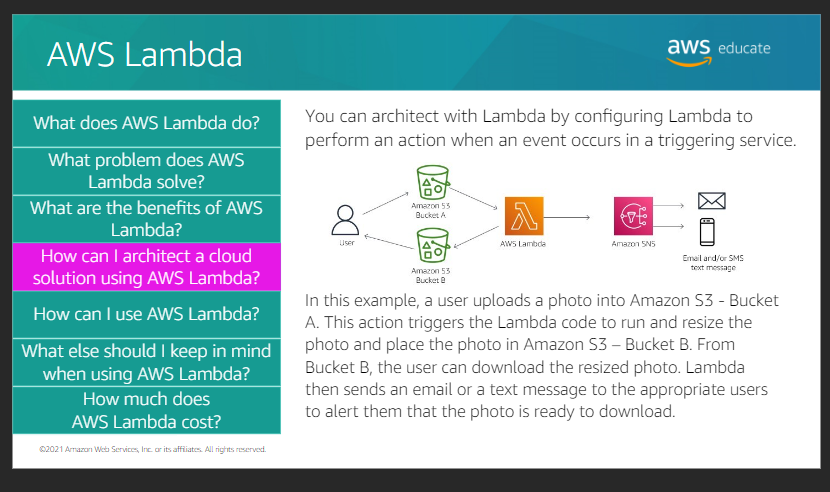 AWS Lambda
aws educate
What does AWS Lambda do?
What problem does AWS
Lambda solve?
What are the benefits of AWS
Lambda?
How can I architect a cloud
solution using AWS Lambda?
How can I use AWS Lambda?
What else should I keep in mind
when using AWS Lambda?
How much does
AWS Lambda cost?
You can architect with Lambda by configuring Lambda to
perform an action when an event occurs in a triggering service.
User
Amazon S3
Bucket A
Amazon S3
Bucket B
AWS Lambda
Amazon SNS
Email and/or SMS
text message
In this example, a user uploads a photo into Amazon S3 - Bucket
A. This action triggers the Lambda code to run and resize the
photo and place the photo in Amazon S3 – Bucket B. From
Bucket B, the user can download the resized photo. Lambda
then sends an email or a text message to the appropriate users
to alert them that the photo is ready to download.
©2021 Amazon Web Services, Inc. or its affiliates. All rights reserved.